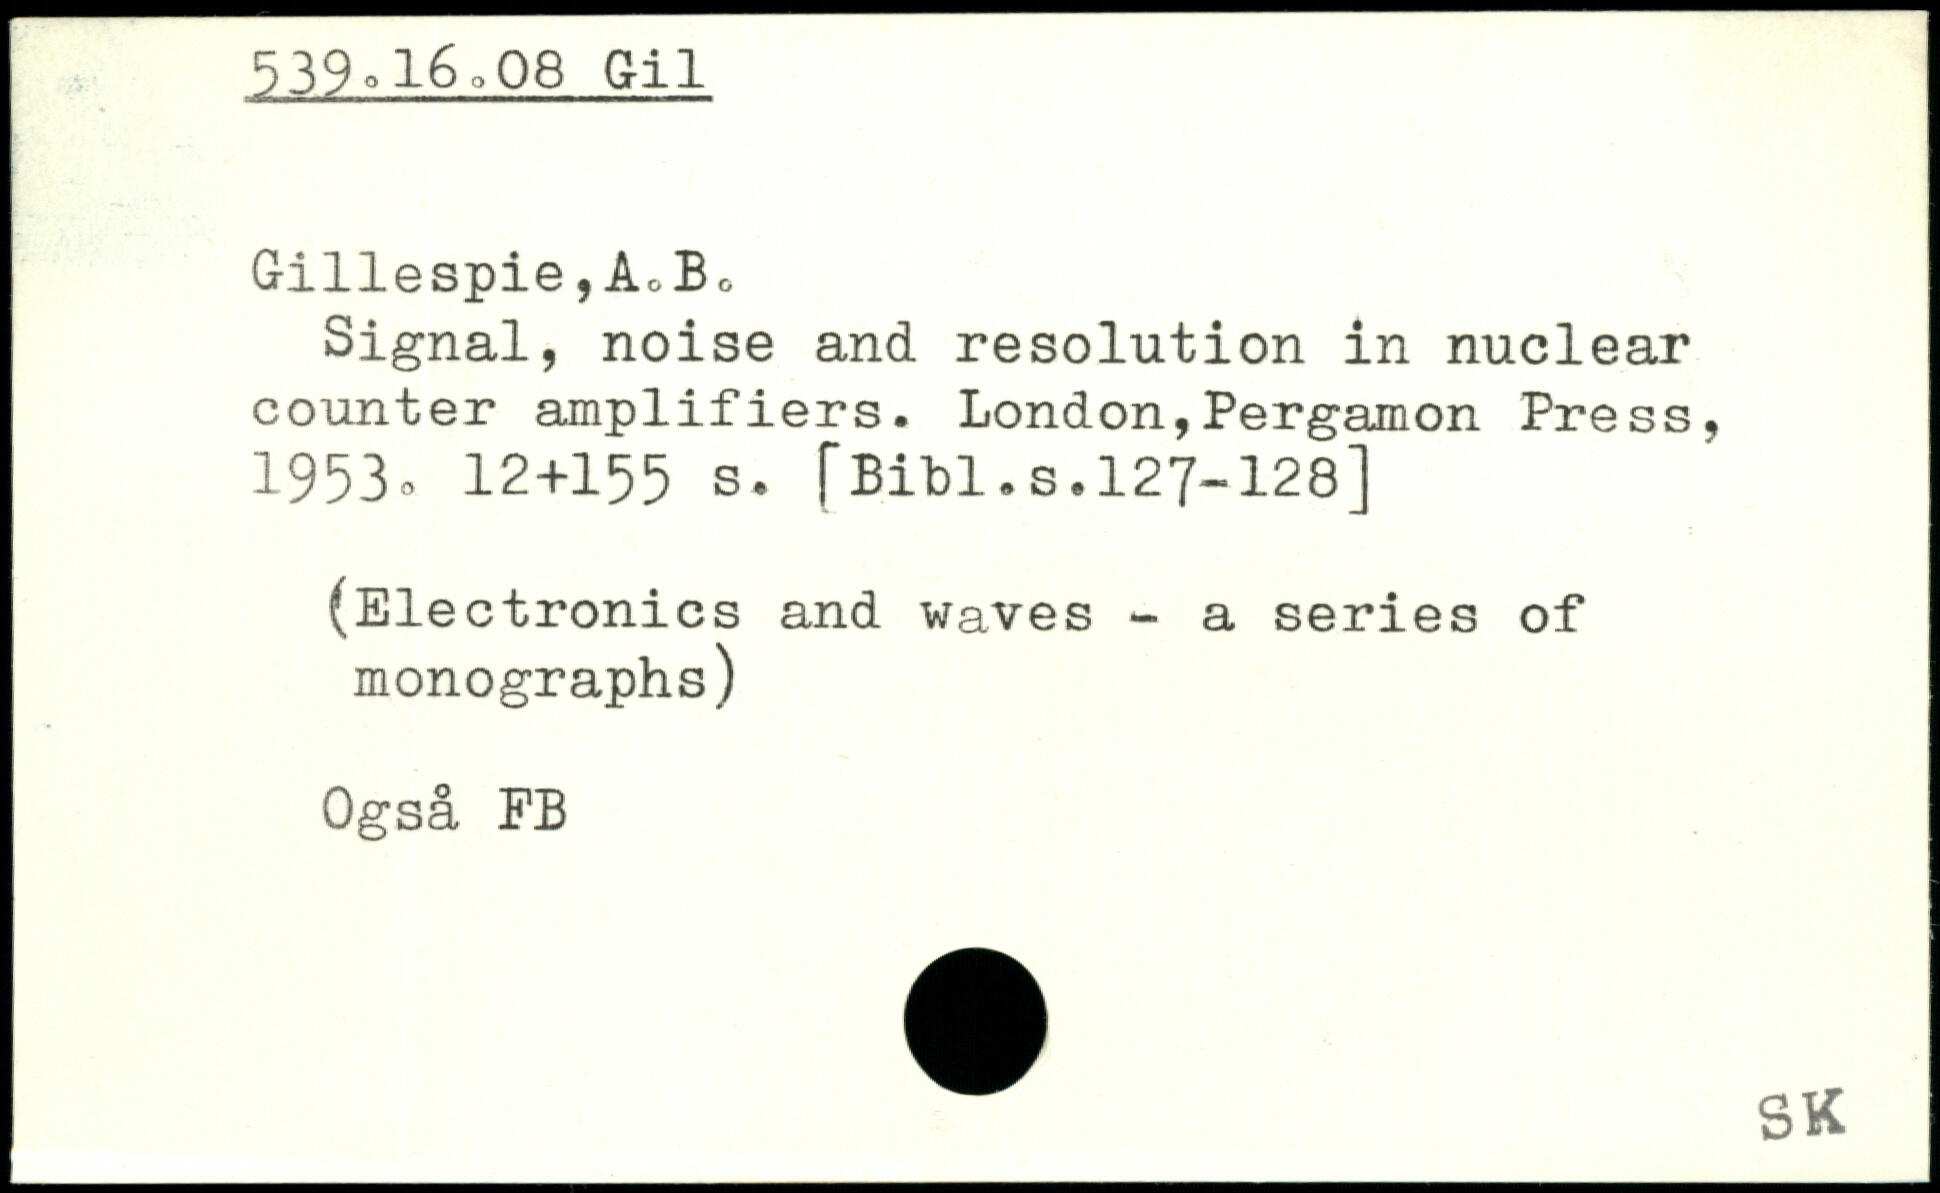 539.16.08 Gil
Gillespie,A.B.
Signal, noise and resolution in nuclear
counter amplifiers. London,Pergamon Press,
1953. 12+155 s. [Bibl.s.127-128]
(Electronics and waves - a series of
monographs)
Også FB
SK